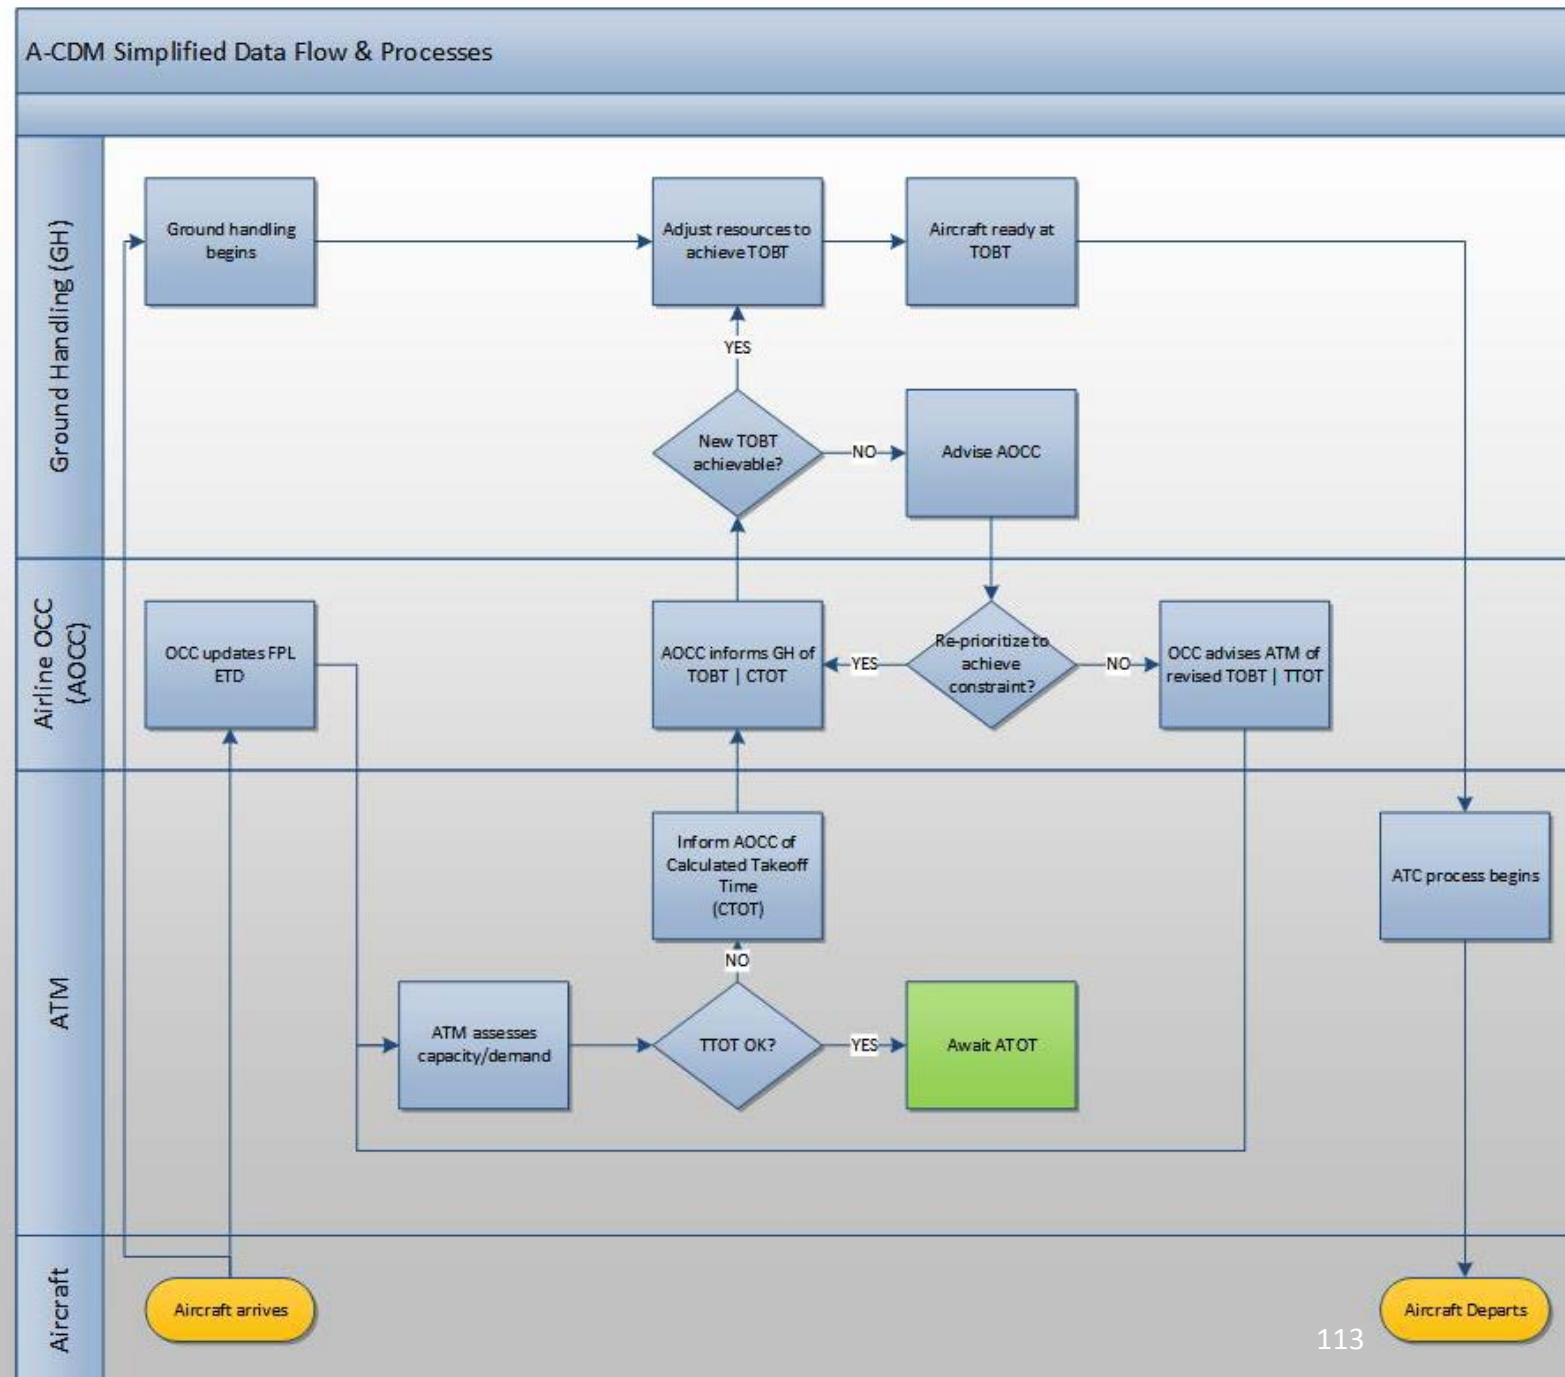 A-CDM Simplified Data Flow & Processes
Ground Handling (GH)
Ground handling
begins
Adjust resources to
achieve TOBT
Aircraft ready at
TOBT
YES
New TOBT
achievable?
NO
Advise AOCC
Airline OCC
(AOCC)
OCC updates FPL
ETD
AOCC informs GH of
TOBT | CTOT
YES
Re-prioritize to
achieve
constraint?
NO
OCC advises ATM of
revised TOBT | TTOT
ATM
Inform AOCC of
Calculated Takeoff
Time
(CTOT)
ATC process begins
NO
ATM assesses
capacity/demand
TTOT OK?
YES
Await ATOT
Aircraft
Aircraft arrives
Aircraft Departs
113